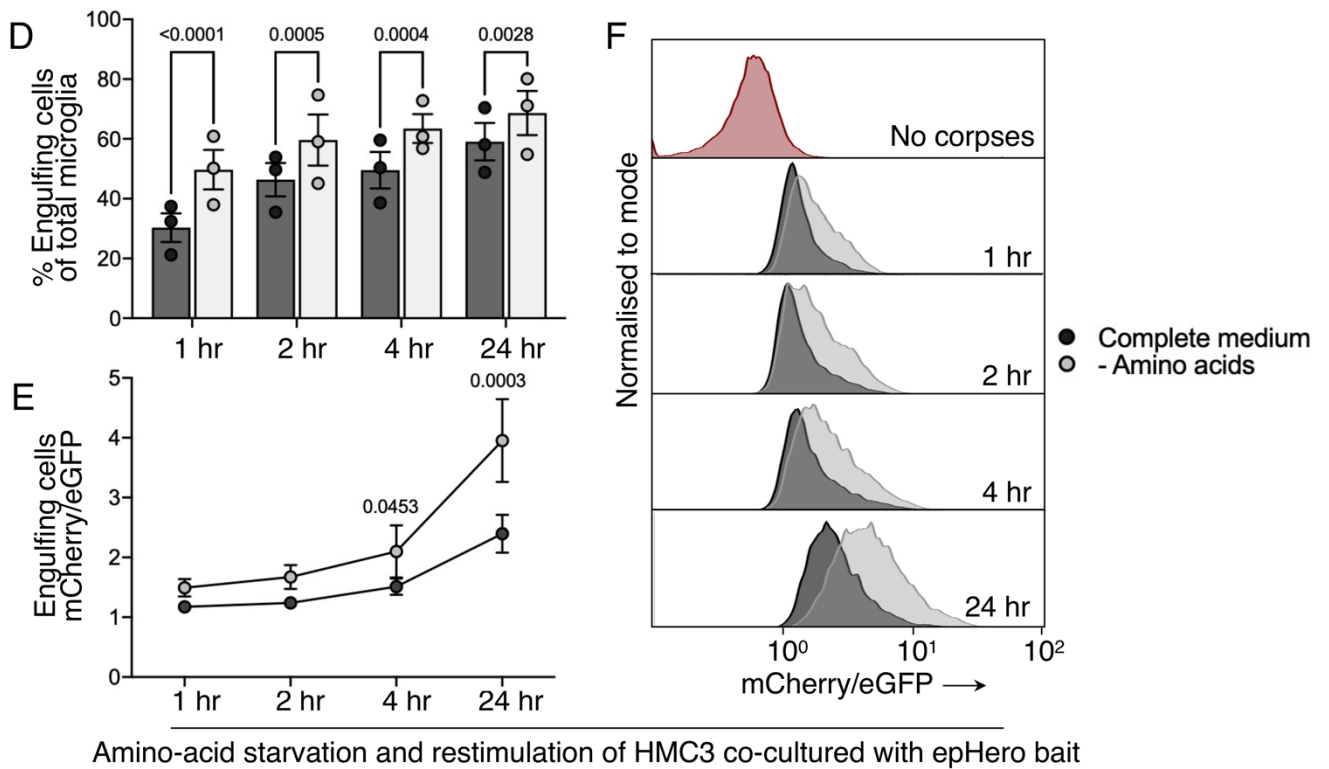 D
100
80
60
40
20
0
% Engulfing cells
of total microglia
<0.0001
0.0005
0.0004
0.0028
1 hr
2 hr
4 hr
24 hr
E
5
4
3
2
1
0
Engulfing cells
mCherry/eGFP
0.0453
0.0003
1 hr
2 hr
4 hr
24 hr
F
Normalised to mode
No corpses
1 hr
2 hr
4 hr
24 hr
10⁰
10¹
10²
mCherry/eGFP →
Complete medium
- Amino acids
Amino-acid starvation and restimulation of HMC3 co-cultured with epHero bait